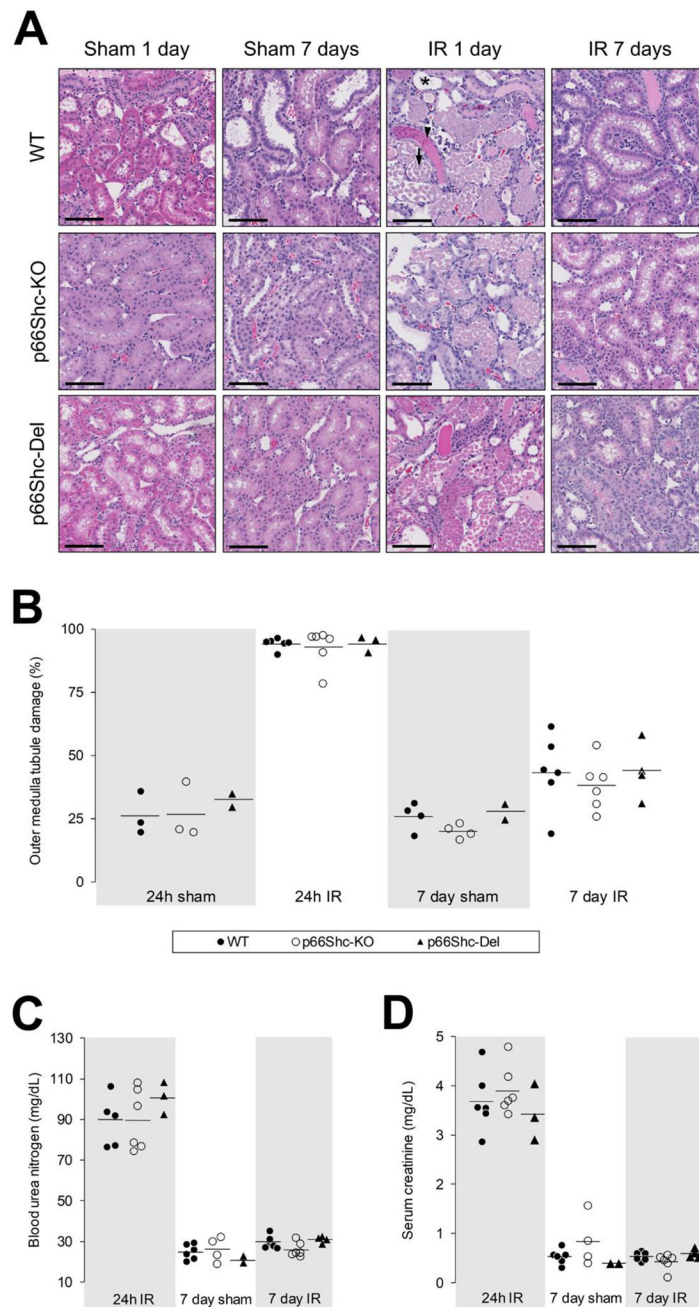 A
Sham 1 day Sham 7 days IR 1 day IR 7 days
WT
*
p66Shc-KO
p66Shc-Del
B
Outer medulla tubule damage (%)
100
75
50
25
0
24h sham 24h IR 7 day sham 7 day IR
WT p66Shc-KO p66Shc-Del
C
Blood urea nitrogen (mg/dL)
130
110
90
70
50
30
10
24h IR 7 day sham 7 day IR
D
Serum creatinine (mg/dL)
5
4
3
2
1
0
24h IR 7 day sham 7 day IR